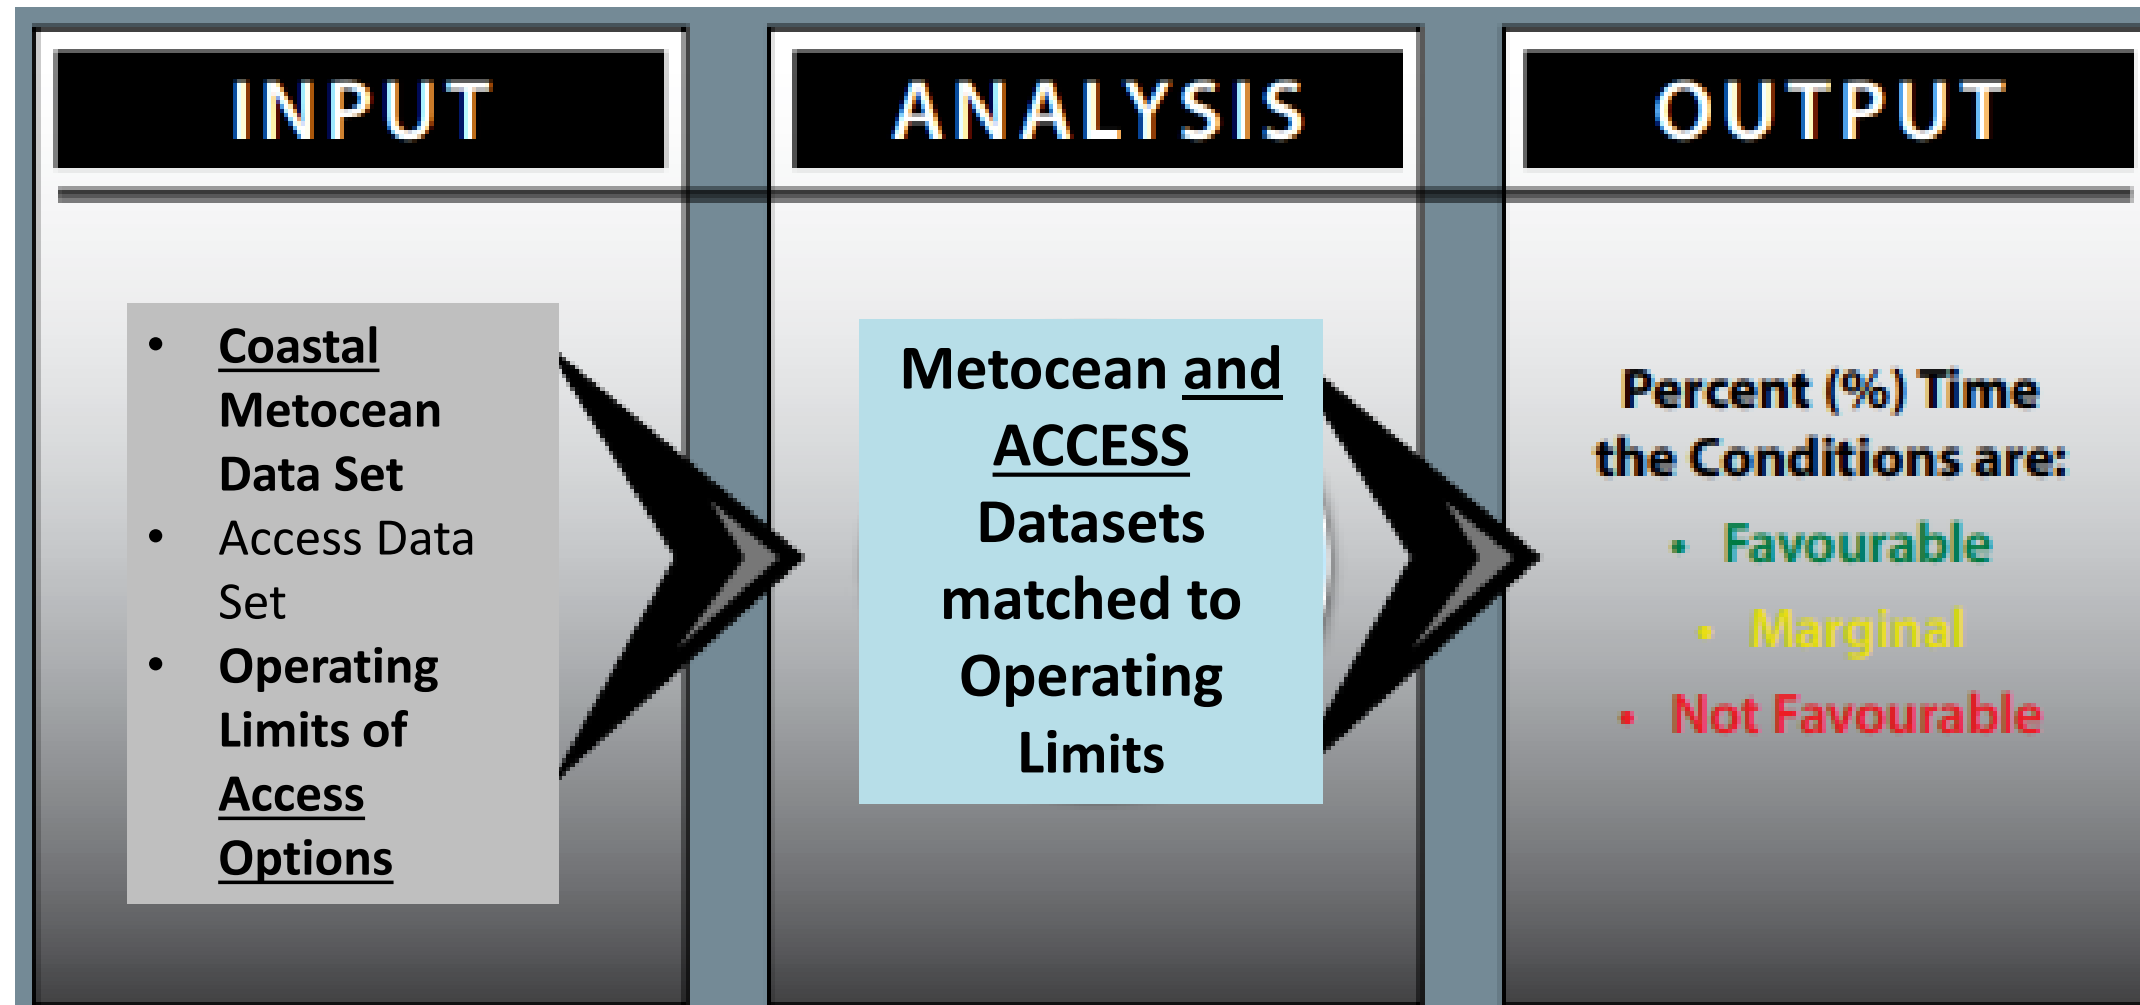 INPUT
• Coastal
Metocean
Data Set
• Access Data
Set
• Operating
Limits of
Access
Options
ANALYSIS
Metocean and
ACCESS
Datasets
matched to
Operating
Limits
OUTPUT
Percent (%) Time
the Conditions are:
• Favourable
• Marginal
• Not Favourable